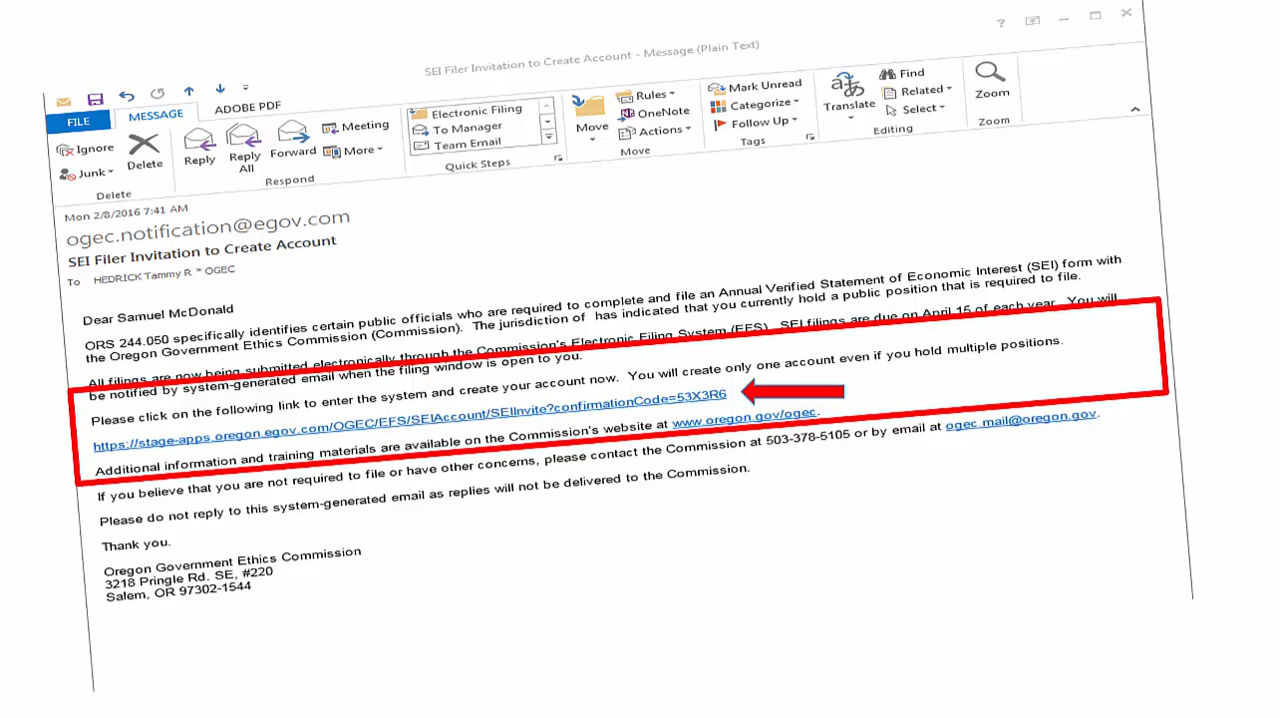 SEI Filer Invitation to Create Account - Message (Plain Text)
?
FILE
MESSAGE
ADOBE PDF
Ignore
Junk
Delete
Delete
Reply
Reply
All
Forward
Meeting
More
Respond
Electronic Filing
To Manager
Team Email
Quick Steps
Move
Rules
OneNote
Actions
Move
Mark Unread
Categorize
Follow Up
Tags
Translate
Find
Related
Select
Editing
Zoom
Zoom
Mon 2/8/2016 7:41 AM
ogec.notification@egov.com
SEI Filer Invitation to Create Account
To HEDRICK Tammy R * OGEC
Dear Samuel McDonald
ORS 244.050 specifically identifies certain public officials who are required to complete and file an Annual Verified Statement of Economic Interest (SEI) form with
the Oregon Government Ethics Commission (Commission). The jurisdiction of has indicated that you currently hold a public position that is required to file.
All filings are now being submitted electronically through the Commission's Electronic Filing System (EFS). SEI filings are due on April 15 of each year. You will
be notified by system-generated email when the filing window is open to you.
Please click on the following link to enter the system and create your account now. You will create only one account even if you hold multiple positions.
https://stage-apps.oregon.egov.com/OGEC/EFS/SEIAccount/SEIInvite?confirmationCode=53X3R6
Additional information and training materials are available on the Commission's website at www.oregon.gov/ogec.
If you believe that you are not required to file or have other concerns, please contact the Commission at 503-378-5105 or by email at ogec.mail@oregon.gov.
Please do not reply to this system-generated email as replies will not be delivered to the Commission.
Thank you.
Oregon Government Ethics Commission
3218 Pringle Rd. SE, #220
Salem, OR 97302-1544